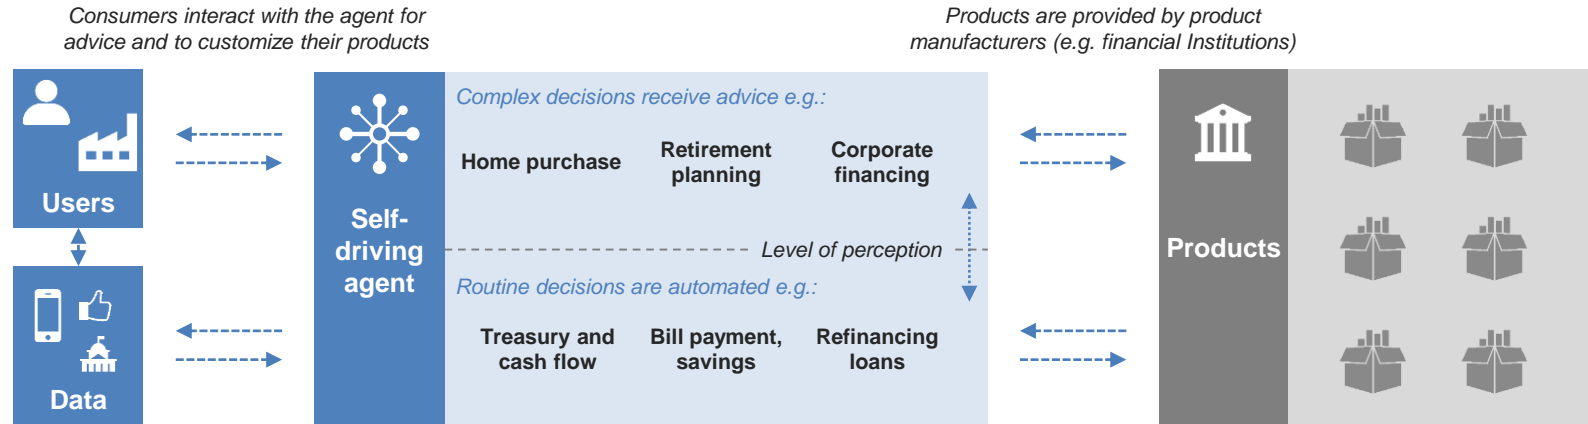 Consumers interact with the agent for
advice and to customize their products
Products are provided by product
manufacturers (e.g. financial Institutions)
Users
Data
Self-
driving
agent
Complex decisions receive advice e.g.:
Home purchase
Retirement
planning
Corporate
financing
Level of perception
Routine decisions are automated e.g.:
Treasury and
cash flow
Bill payment,
savings
Refinancing
loans
Products